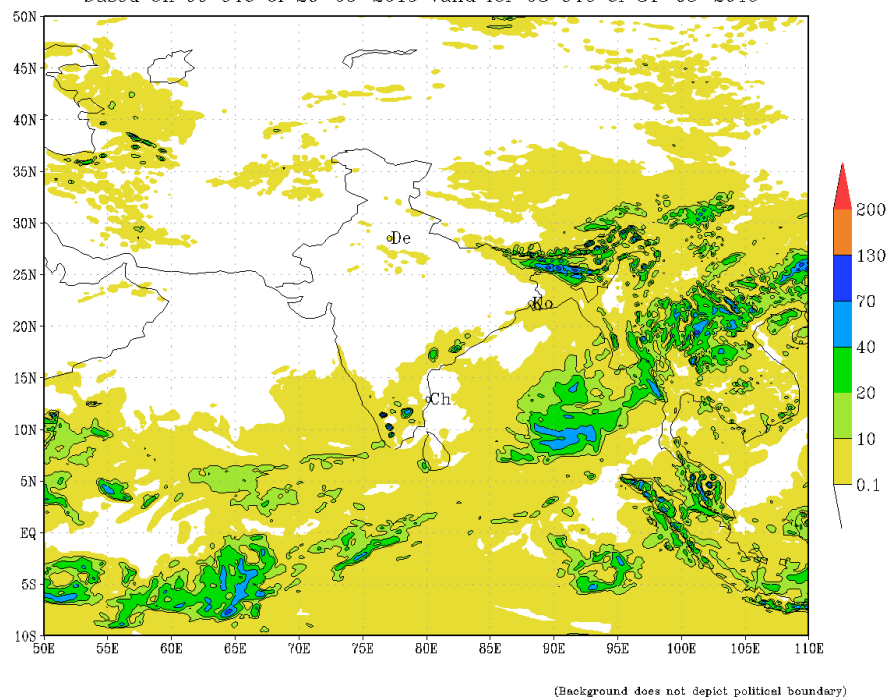 50N
45N
40N
35N
30N
25N
20N
15N
10N
5N
EQ
5S
10S
De
Ko
Ch
50E 55E 60E 65E 70E 75E 80E 85E 90E 95E 100E 105E 110E
200
130
70
40
20
10
0.1
(Background does not depict political boundary)